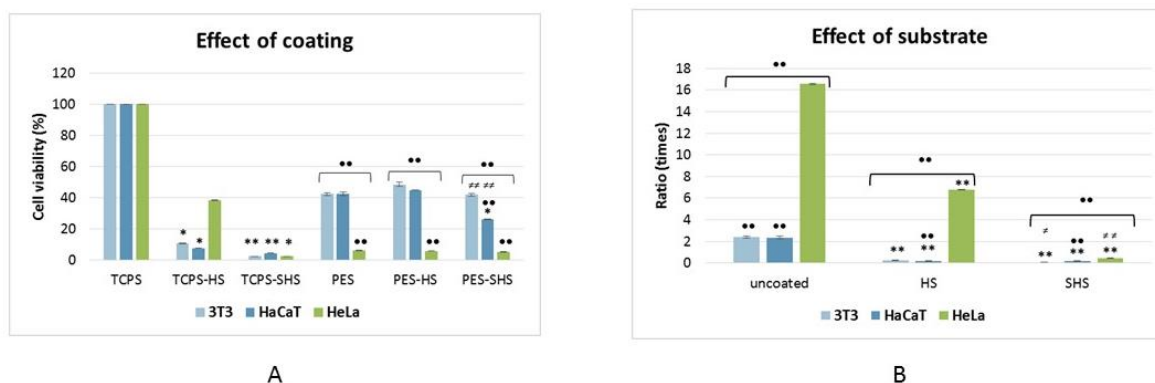 Effect of coating
Cell viability (%)
120
100
80
60
40
20
0
** ** **
•• •• ••
≠≠ ≠≠
••
* * ** ** * •• •• * ••
TCPS TCPS-HS TCPS-SHS PES PES-HS PES-SHS
3T3 HaCaT HeLa
A
Effect of substrate
Ratio (times)
18
16
14
12
10
8
6
4
2
0
••
••
**
••
•• ••
** •• **
≠ •• ≠≠
** ** **
uncoated HS SHS
3T3 HaCaT HeLa
B